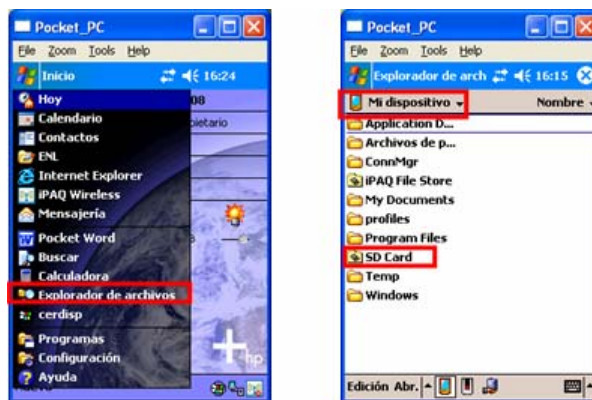 Pocket_PC
File Zoom Tools Help
Inicio 16:24
Hoy
08
Calendario
Contactos
ENL
Internet Explorer
iPAQ Wireless
Mensajería
Pocket Word
Buscar
Calculadora
Explorador de archivos
cerdisp
Programas
Configuración
Ayuda
hp
Pocket_PC
File Zoom Tools Help
Explorador de arch 16:15
Mi dispositivo Nombre
Application D...
Archivos de p...
ConnMgr
iPAQ File Store
My Documents
profiles
Program Files
SD Card
Temp
Windows
Edición Abr.